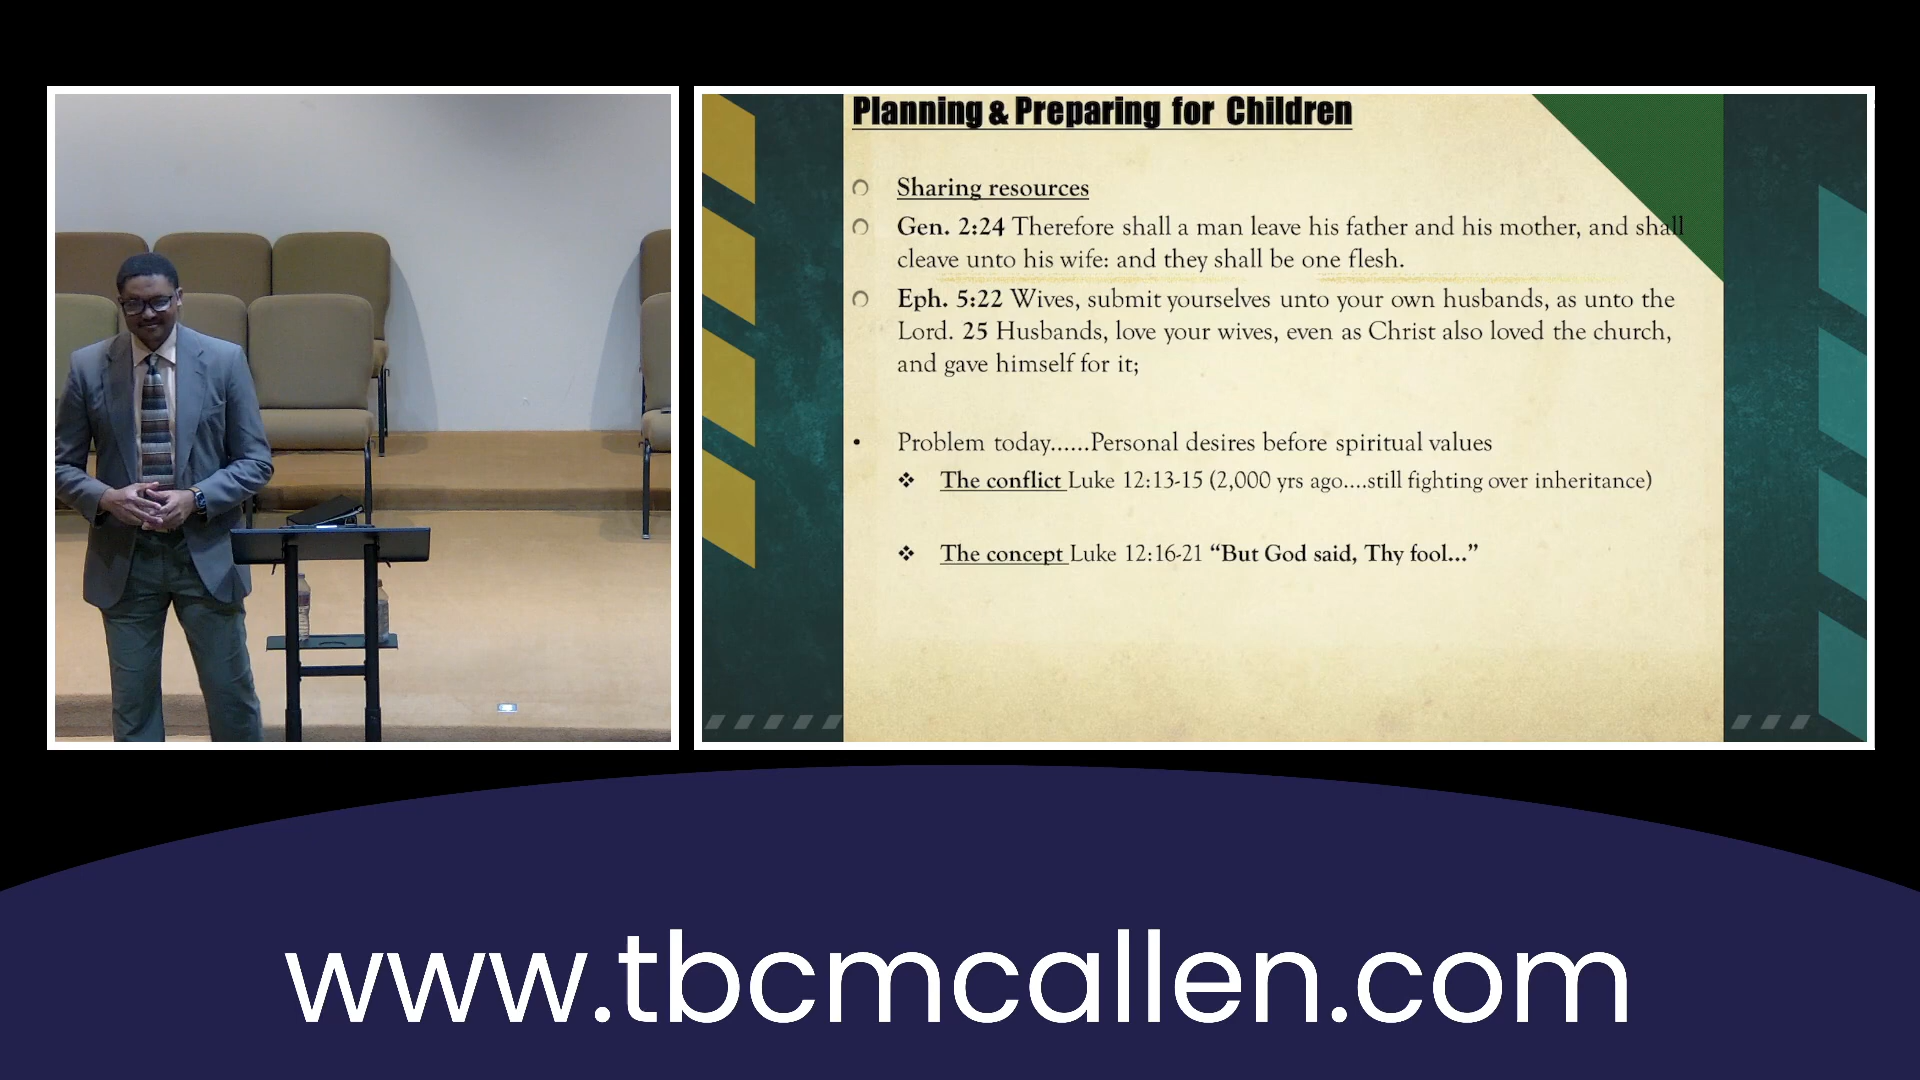 Planning & Preparing for Children
Sharing resources
Gen. 2:24 Therefore shall a man leave his father and his mother, and shall
cleave unto his wife: and they shall be one flesh.
Eph. 5:22 Wives, submit yourselves unto your own husbands, as unto the
Lord. 25 Husbands, love your wives, even as Christ also loved the church,
and gave himself for it;
• Problem today......Personal desires before spiritual values
❖ The conflict Luke 12:13-15 (2,000 yrs ago....still fighting over inheritance)
❖ The concept Luke 12:16-21 “But God said, Thy fool...”
www.tbcmcallen.com